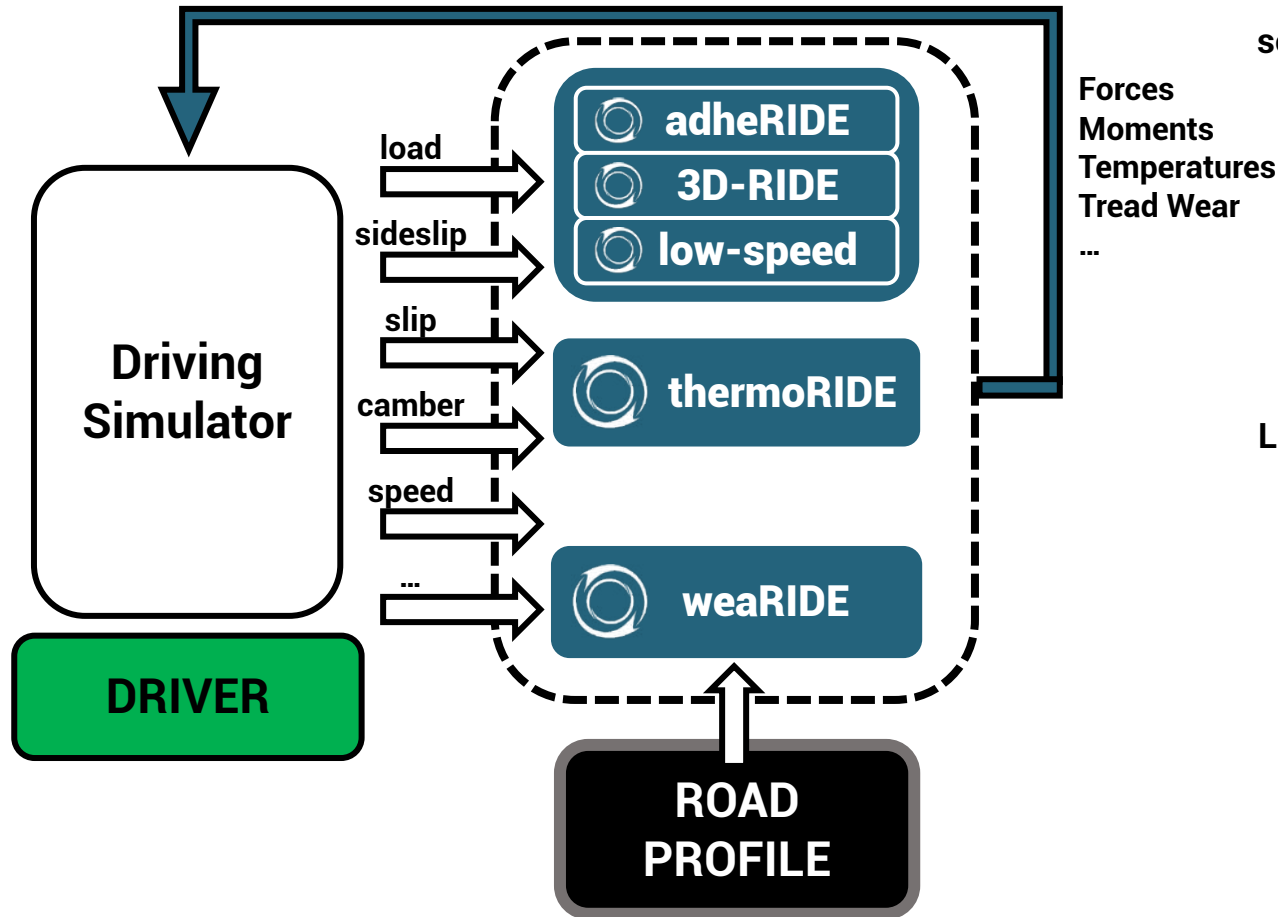 adheRIDE
3D-RIDE
low-speed
thermoRIDE
weaRIDE
load
sideslip
slip
camber
speed
...
Driving
Simulator
DRIVER
ROAD
PROFILE
Forces
Moments
Temperatures
Tread Wear
...